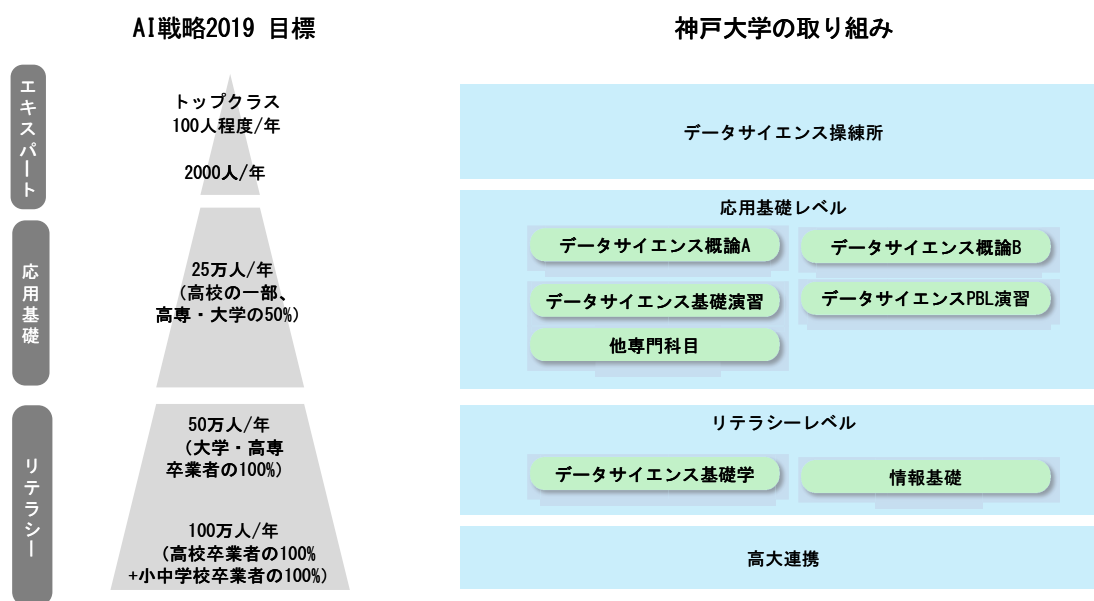 AI戦略2019 目標
神戸大学の取り組み
エキスパート
トップクラス
100人程度/年
2000人/年
データサイエンス操練所
応用基礎
25万人/年
(高校の一部、
高専・大学の50%)
応用基礎レベル
データサイエンス概論A
データサイエンス概論B
データサイエンス基礎演習
データサイエンスPBL演習
他専門科目
リテラシー
50万人/年
(大学・高専
卒業者の100%)
100万人/年
(高校卒業者の100%
+小中学校卒業者の100%)
リテラシーレベル
データサイエンス基礎学
情報基礎
高大連携